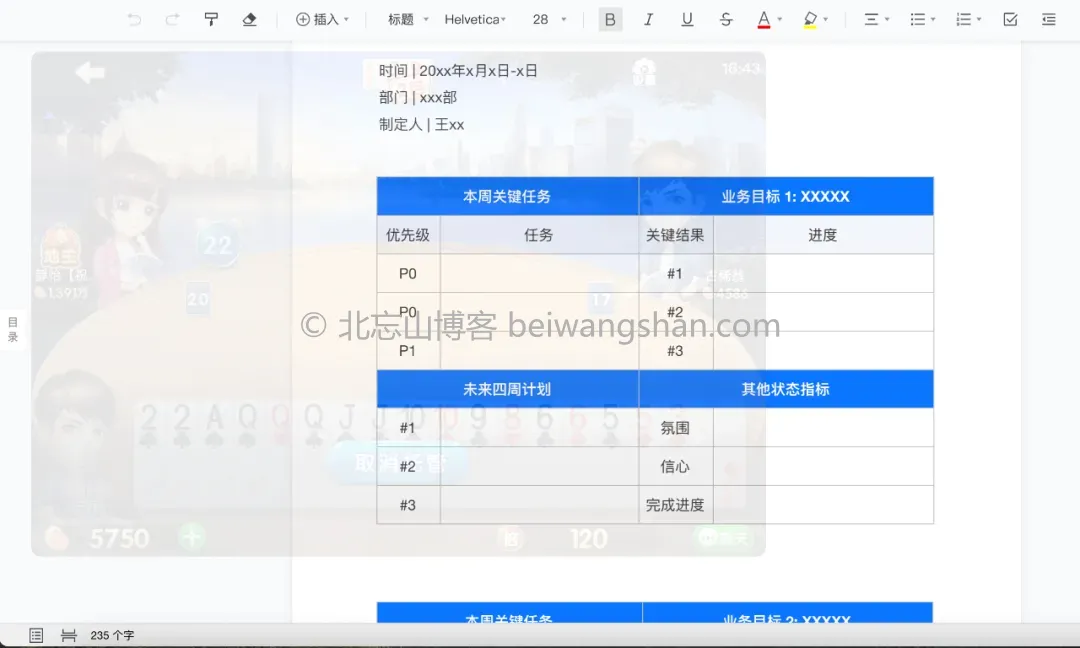 插入 标题 Helvetica 28 B I U S A
时间 | 20xx年x月x日-x日
16:43
部门 | xxx部
制定人 | 王xx
本周关键任务 业务目标 1: XXXXX
22
优先级 任务 关键结果 进度
地主
P0 #1
20 17
4586
P0 #2
© 北忘山博客 beiwangshan.com
目录
P1 #3
未来四周计划 其他状态指标
2 2 A Q Q Q J J 10 10 9 8 6 6 5
#1 氛围
取消托管
#2 信心
#3 完成进度
5750 120 聊天
本周关键任务 业务目标 2: XXXXX
235 个字